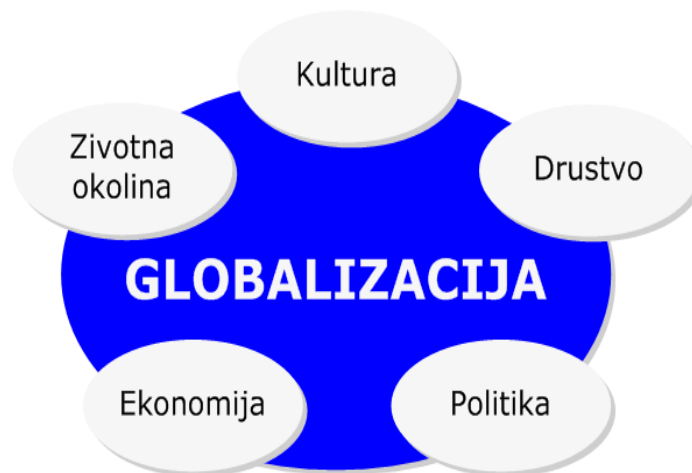 Kultura
Zivotna
okolina
Drustvo
GLOBALIZACIJA
Ekonomija
Politika